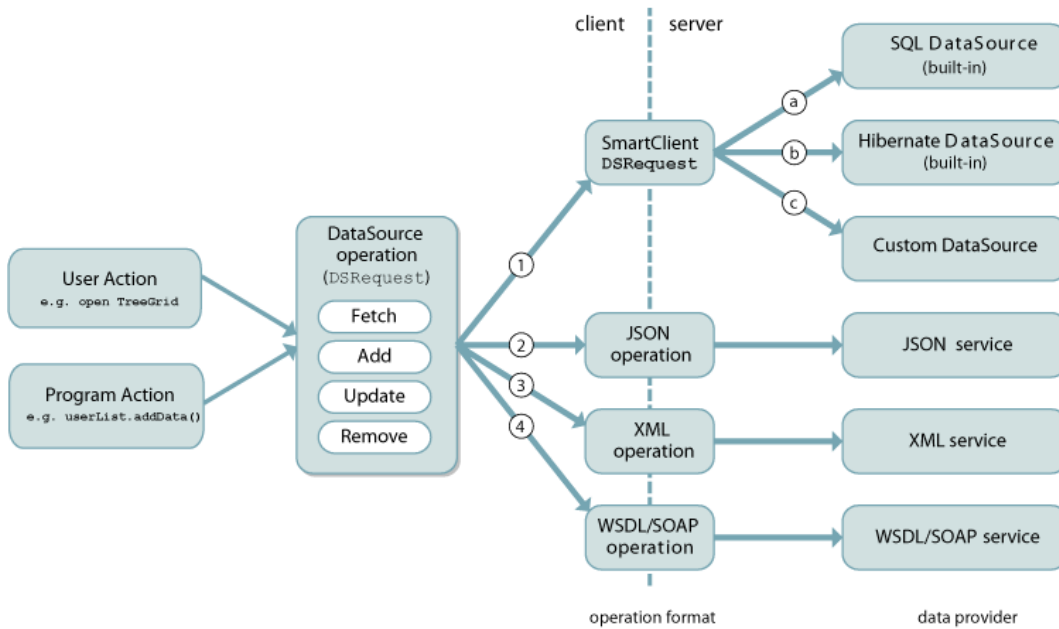 client
server
SQL DataSource
(built-in)
a
SmartClient
DSRequest
b
Hibernate DataSource
(built-in)
c
DataSource
operation
(DSRequest)
1
Custom DataSource
User Action
e.g. open TreeGrid
Fetch
Add
Update
Remove
2
JSON
operation
JSON service
Program Action
e.g. userList.addData()
3
XML
operation
XML service
4
WSDL/SOAP
operation
WSDL/SOAP service
operation format
data provider